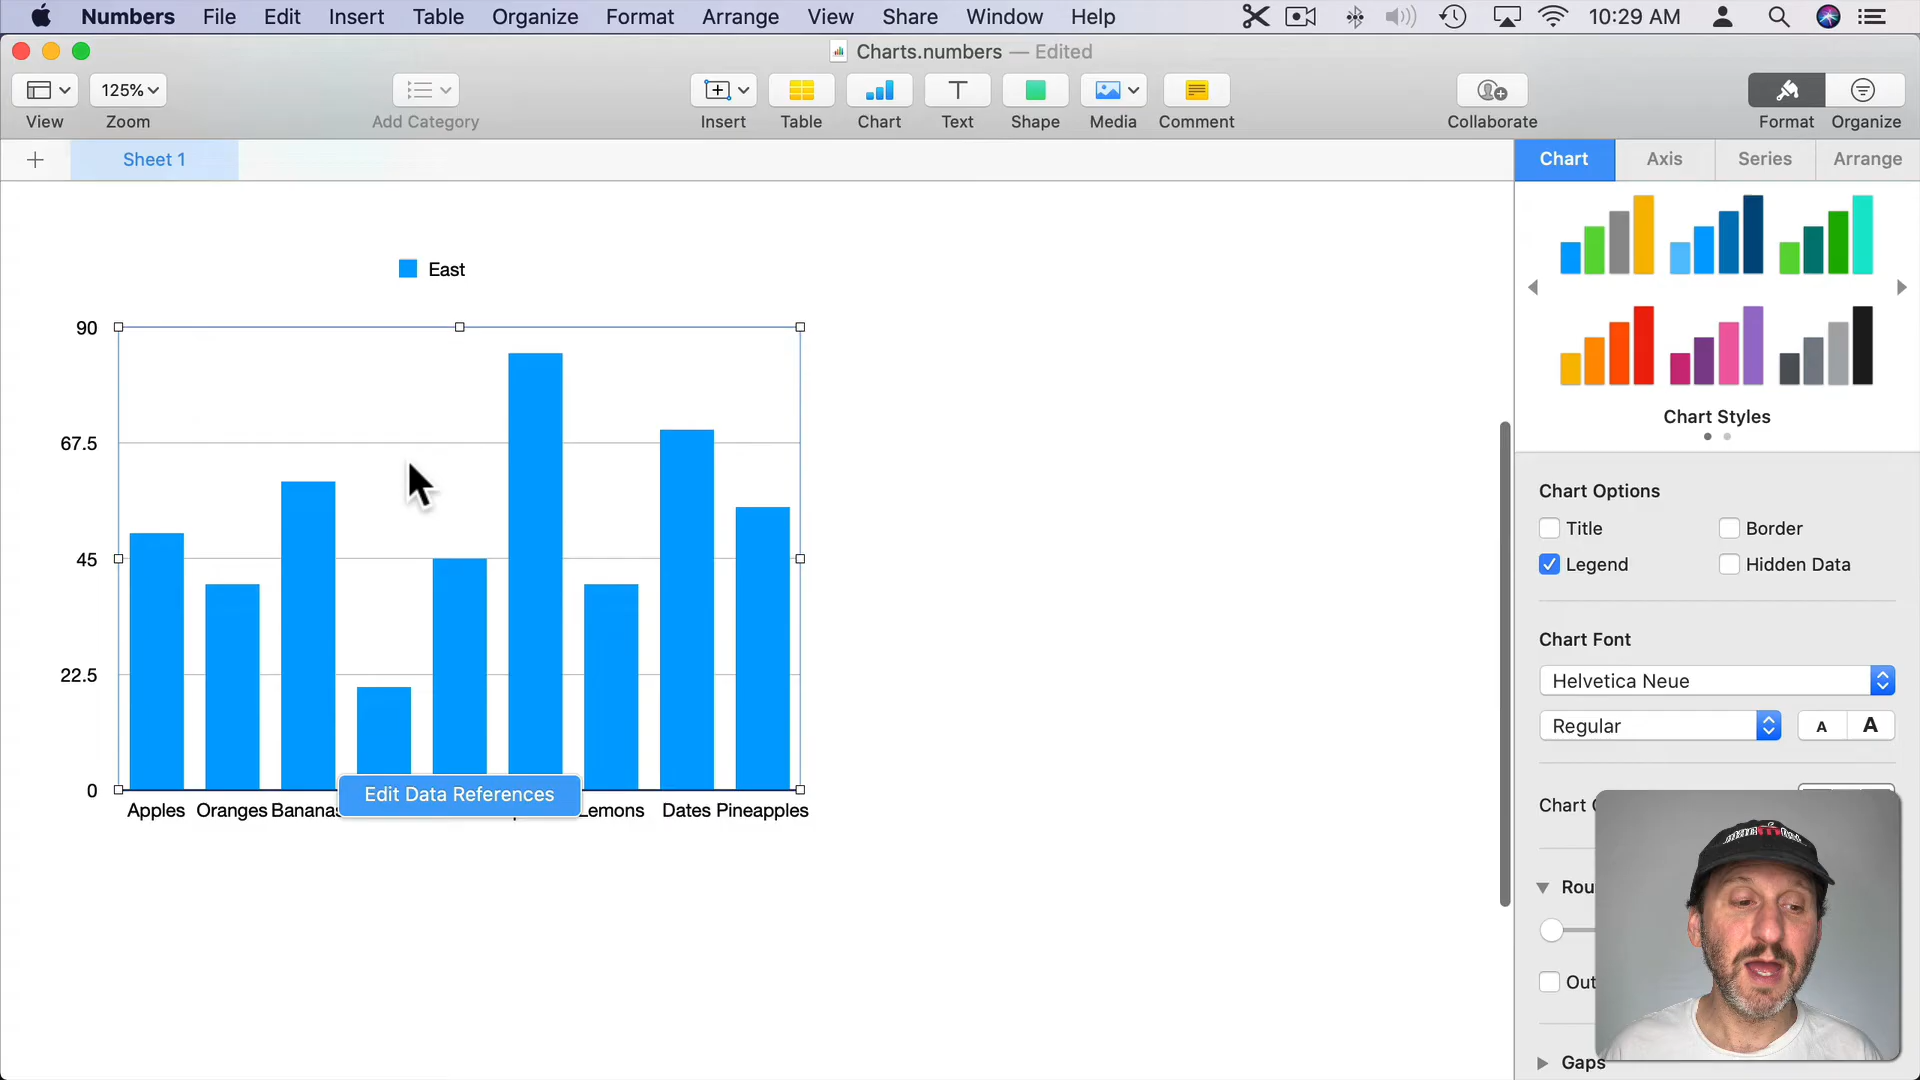 Numbers File Edit Insert Table Organize Format Arrange View Share Window Help 10:29 AM
Charts.numbers — Edited
125%
View Zoom Add Category Insert Table Chart Text Shape Media Comment Collaborate Format Organize
Sheet 1
Chart Axis Series Arrange
East
90
67.5
45
22.5
0
Apples Oranges Bananas Lemons Dates Pineapples
Edit Data References
Chart Styles
Chart Options
Title Border
Legend Hidden Data
Chart Font
Helvetica Neue
Regular A A
Chart
Rou
Out
Gaps